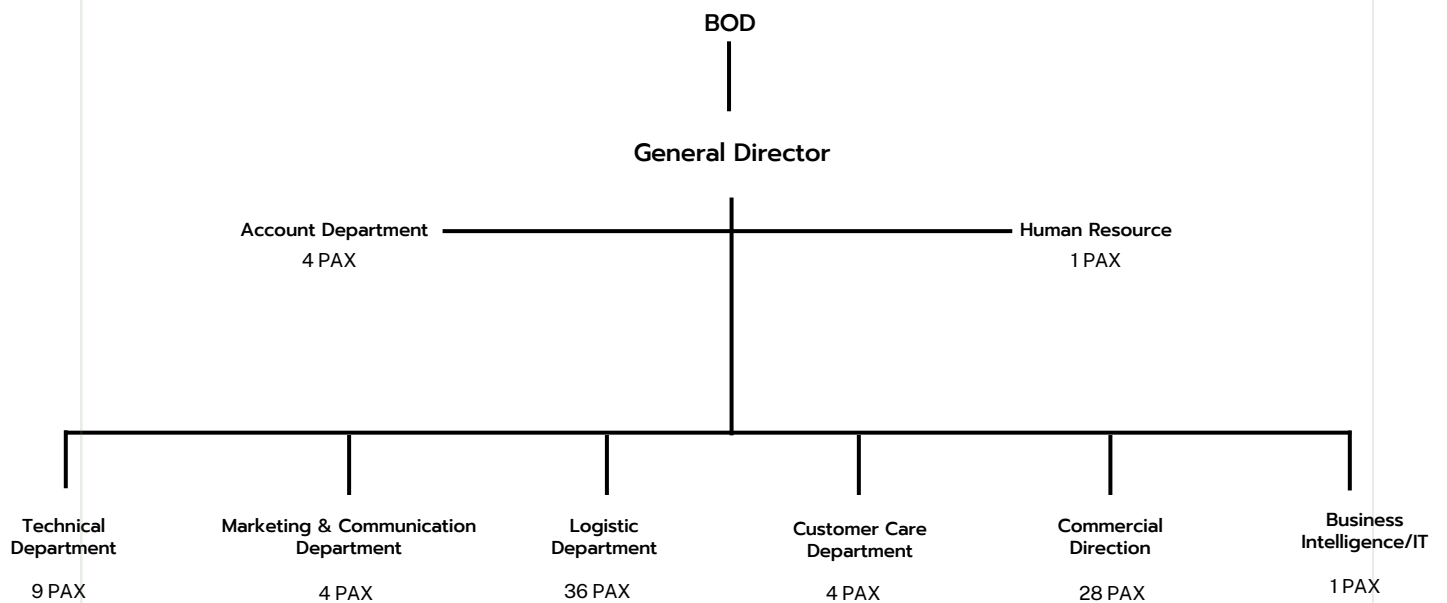 BOD
General Director
Account Department
4 PAX
Human Resource
1 PAX
Technical
Department
9 PAX
Marketing & Communication
Department
4 PAX
Logistic
Department
36 PAX
Customer Care
Department
4 PAX
Commercial
Direction
28 PAX
Business
Intelligence/IT
1 PAX